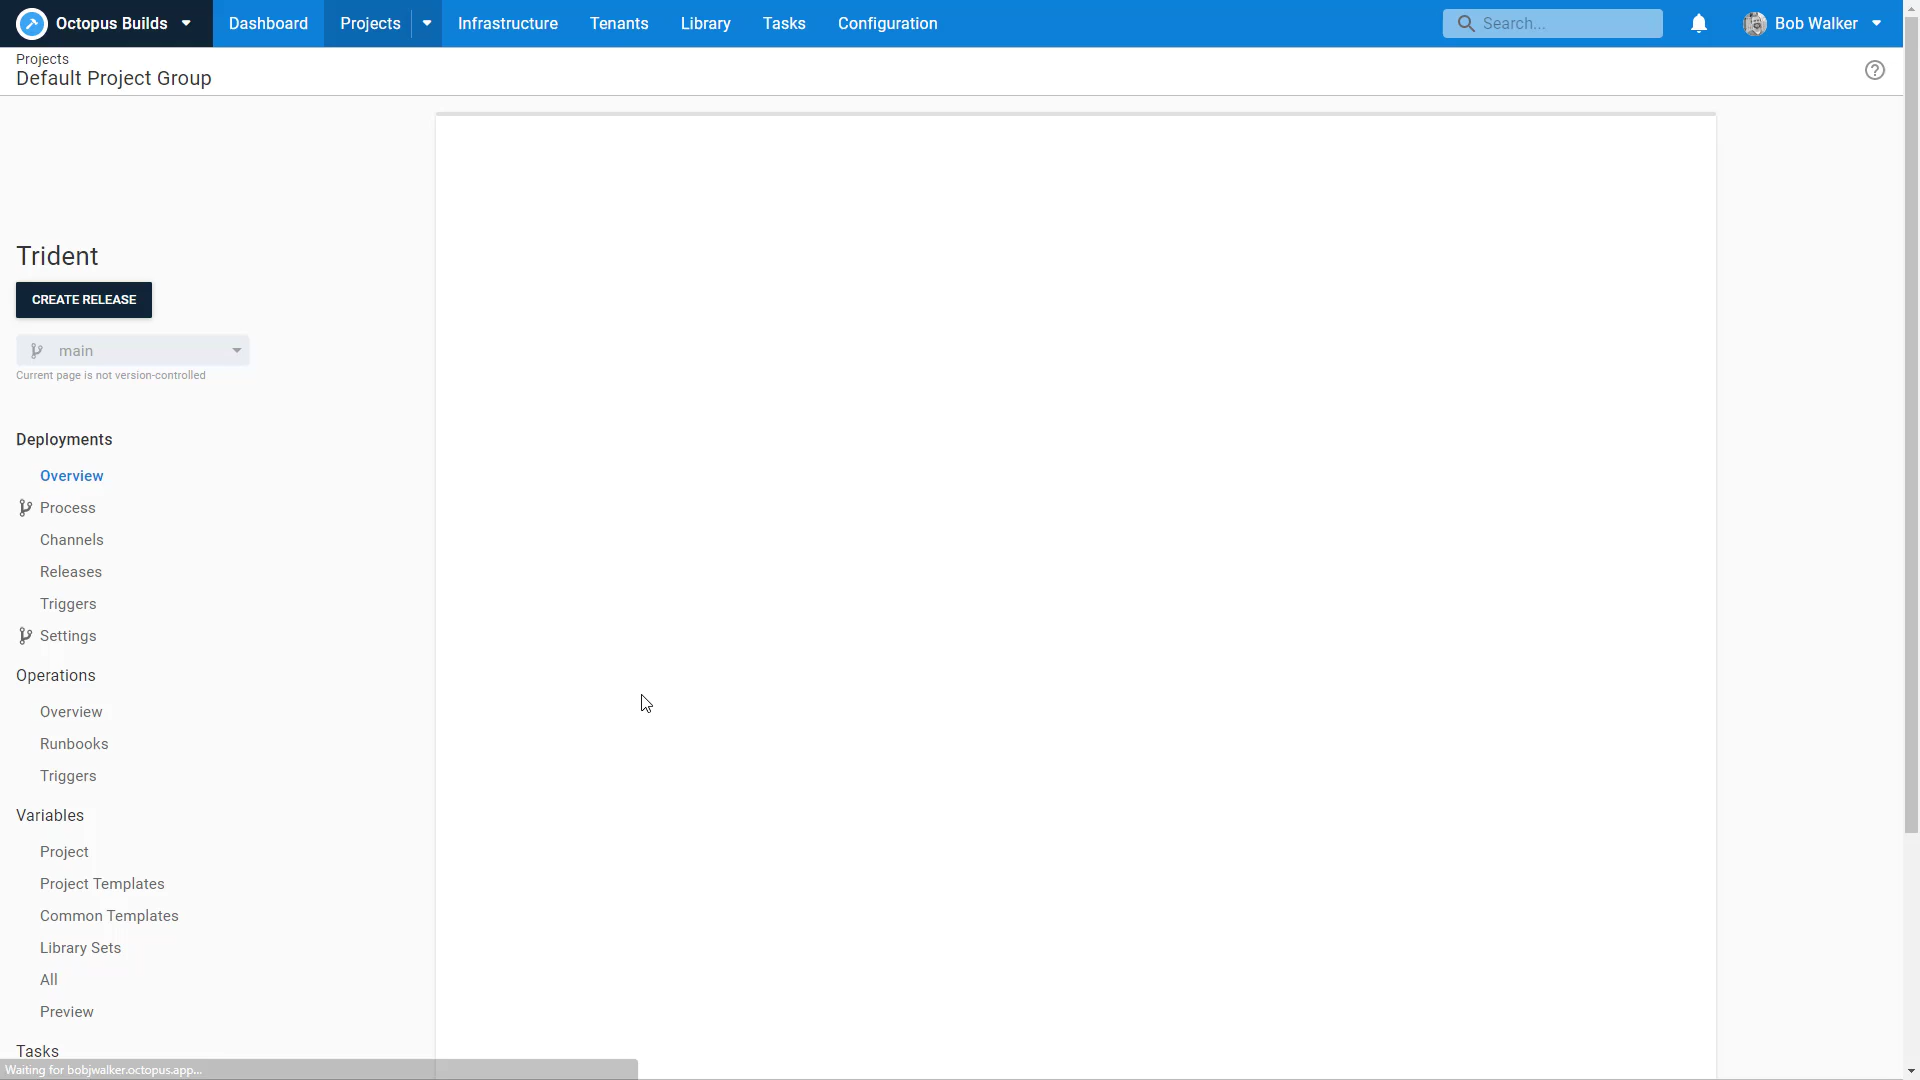 Octopus Builds Dashboard Projects Infrastructure Tenants Library Tasks Configuration Search... Bob Walker
Projects
Default Project Group
Trident
CREATE RELEASE
main
Current page is not version-controlled
Deployments
Overview
Process
Channels
Releases
Triggers
Settings
Operations
Overview
Runbooks
Triggers
Variables
Project
Project Templates
Common Templates
Library Sets
All
Preview
Tasks
Waiting for bobjwalker.octopus.app...